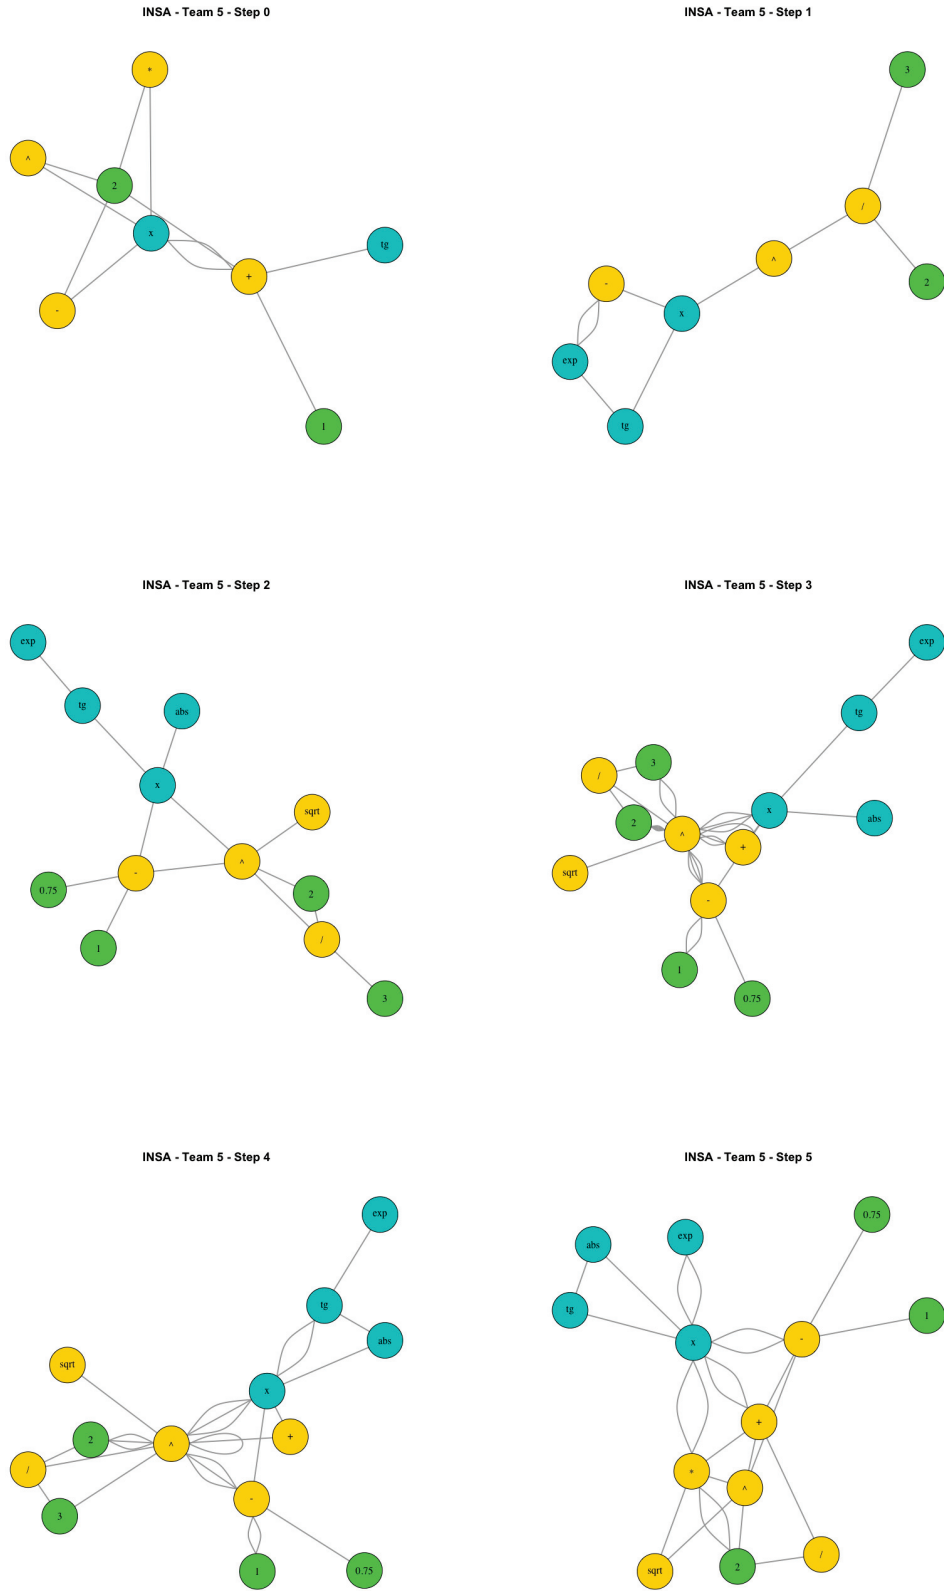 INSA - Team 5 - Step 0
*
^
2
x
tg
+
-
1
INSA - Team 5 - Step 1
3
/
^
2
-
x
exp
tg
INSA - Team 5 - Step 2
exp
tg
abs
x
sqrt
^
-
0.75
2
1
/
3
INSA - Team 5 - Step 3
exp
tg
3
/
x
abs
2
^
+
sqrt
-
1
0.75
INSA - Team 5 - Step 4
exp
tg
abs
sqrt
x
+
2
^
/
-
3
1
0.75
INSA - Team 5 - Step 5
0.75
exp
abs
tg
1
x
-
+
*
^
/
2
sqrt